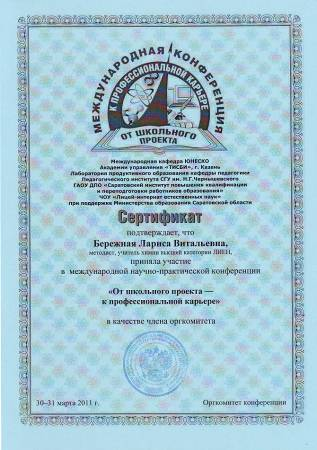 МЕЖДУНАРОДНАЯ КОНФЕРЕНЦИЯ
К ПРОФЕССИОНАЛЬНОЙ КАРЬЕРЕ
ОТ ШКОЛЬНОГО
ПРОЕКТА
Международная кафедра ЮНЕСКО
Академии управления «ТИСБИ», г. Казань
Лаборатория продуктивного образования кафедры педагогики
Педагогического института СГУ им. Н.Г.Чернышевского
ГАОУ ДПО «Саратовский институт повышения квалификации
и переподготовки работников образования»
ЧОУ «Лицей-интернат естественных наук»
при поддержке Министерства образования Саратовской области
Сертификат
подтверждает, что
Бережная Лариса Витальевна,
методист, учитель химии высшей категории ЛИЕН,
приняла участие
в международной научно-практической конференции
«От школьного проекта —
к профессиональной карьере»
в качестве члена оргкомитета
30–31 марта 2011 г.
Оргкомитет конференции